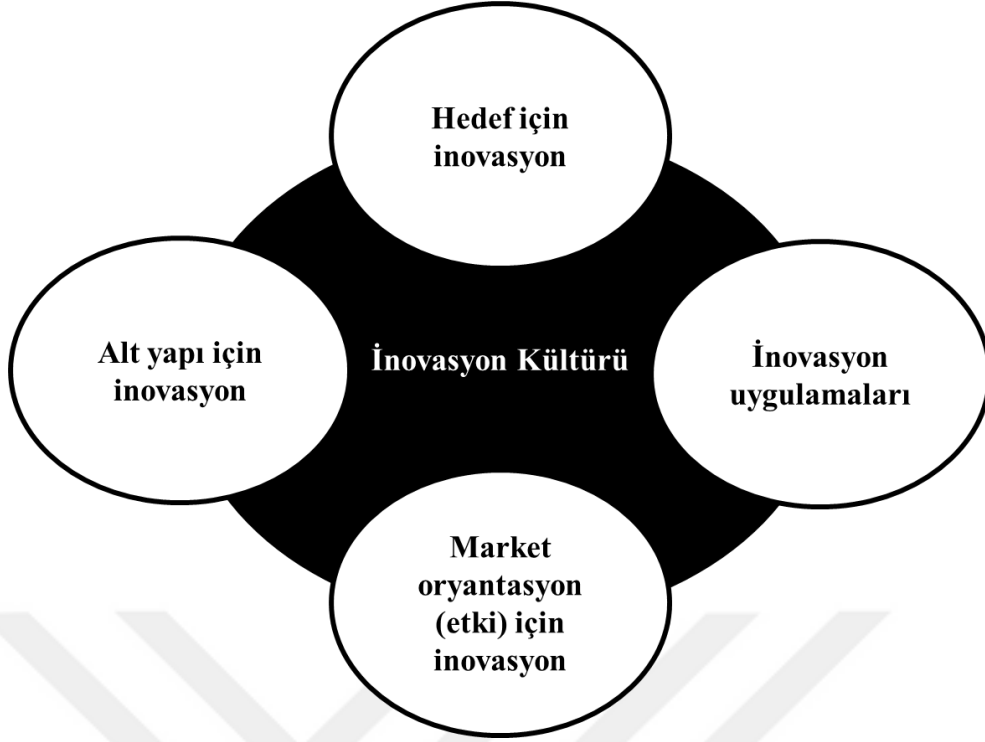 Hedef için
inovasyon
Alt yapı için
inovasyon
İnovasyon Kültürü
İnovasyon
uygulamaları
Market
oryantasyon
(etki) için
inovasyon